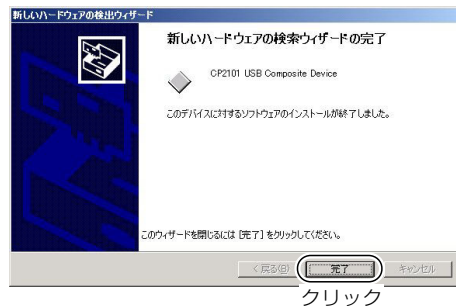 新しいハードウェアの検出ウィザード
新しいハードウェアの検索ウィザードの完了
CP2101 USB Composite Device
このデバイスに対するソフトウェアのインストールが終了しました。
このウィザードを閉じるには [完了] をクリックしてください。
< 戻る(B)
完了
キャンセル
クリック